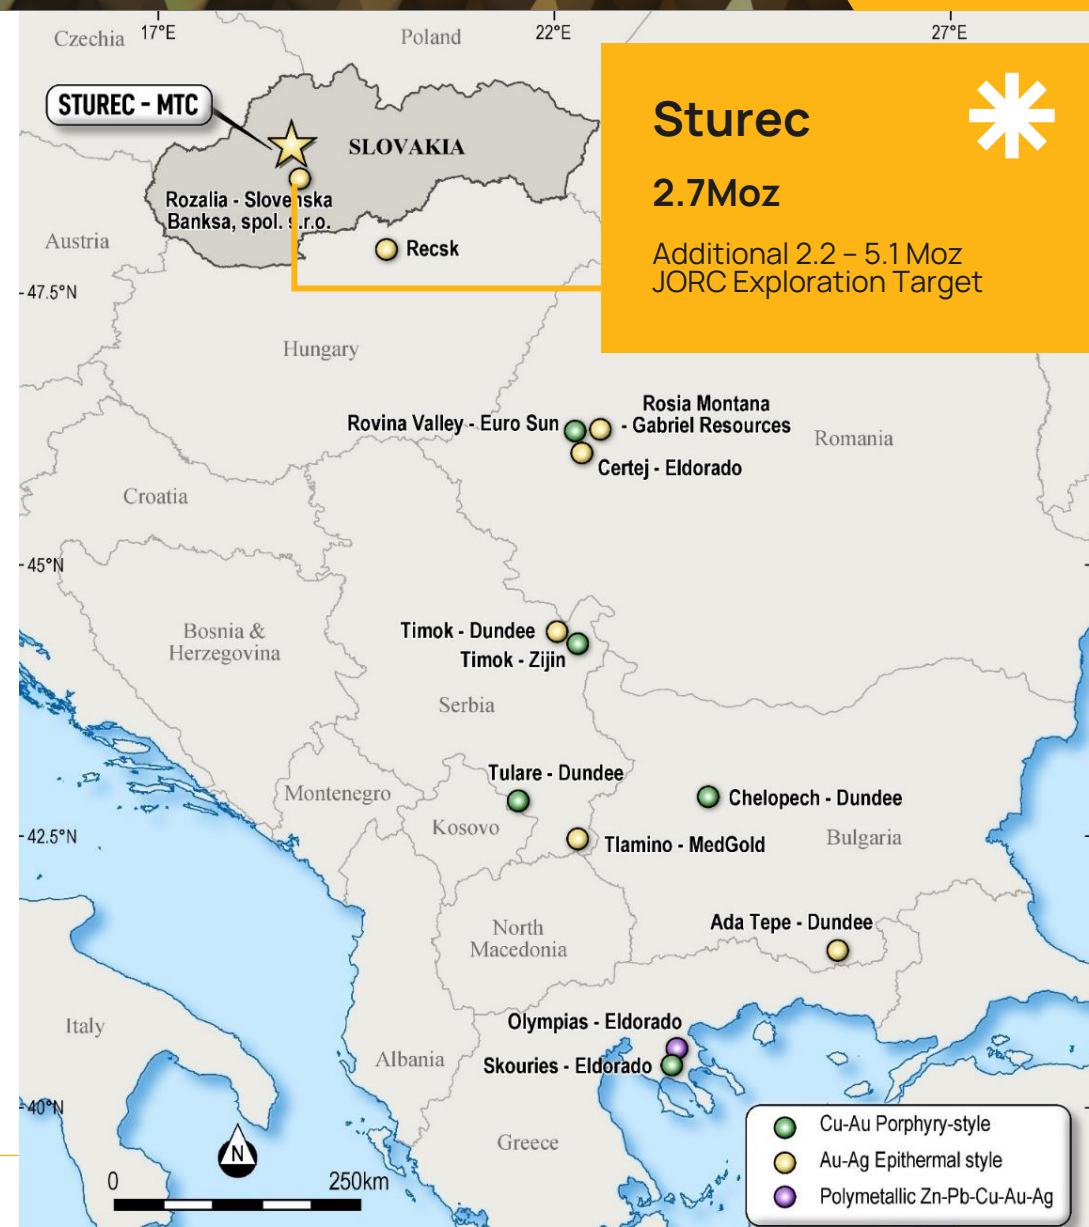 Czechia
17°E
Poland
22°E
27°E
STUREC - MTC
SLOVAKIA
Rozalia - Slovenska
Banksa, spol. s.r.o.
Austria
Recsk
Sturec
2.7Moz
Additional 2.2 – 5.1 Moz
JORC Exploration Target
47.5°N
Hungary
Rovina Valley - Euro Sun
Rosia Montana
- Gabriel Resources
Romania
Certej - Eldorado
Croatia
45°N
Bosnia &
Herzegovina
Timok - Dundee
Timok - Zijin
Serbia
Tulare - Dundee
Montenegro
Chelopech - Dundee
Kosovo
42.5°N
Tlamino - MedGold
Bulgaria
Ada Tepe - Dundee
North
Macedonia
Italy
Olympias - Eldorado
Albania
Skouries - Eldorado
40°N
Greece
N
0
250km
Cu-Au Porphyry-style
Au-Ag Epithermal style
Polymetallic Zn-Pb-Cu-Au-Ag